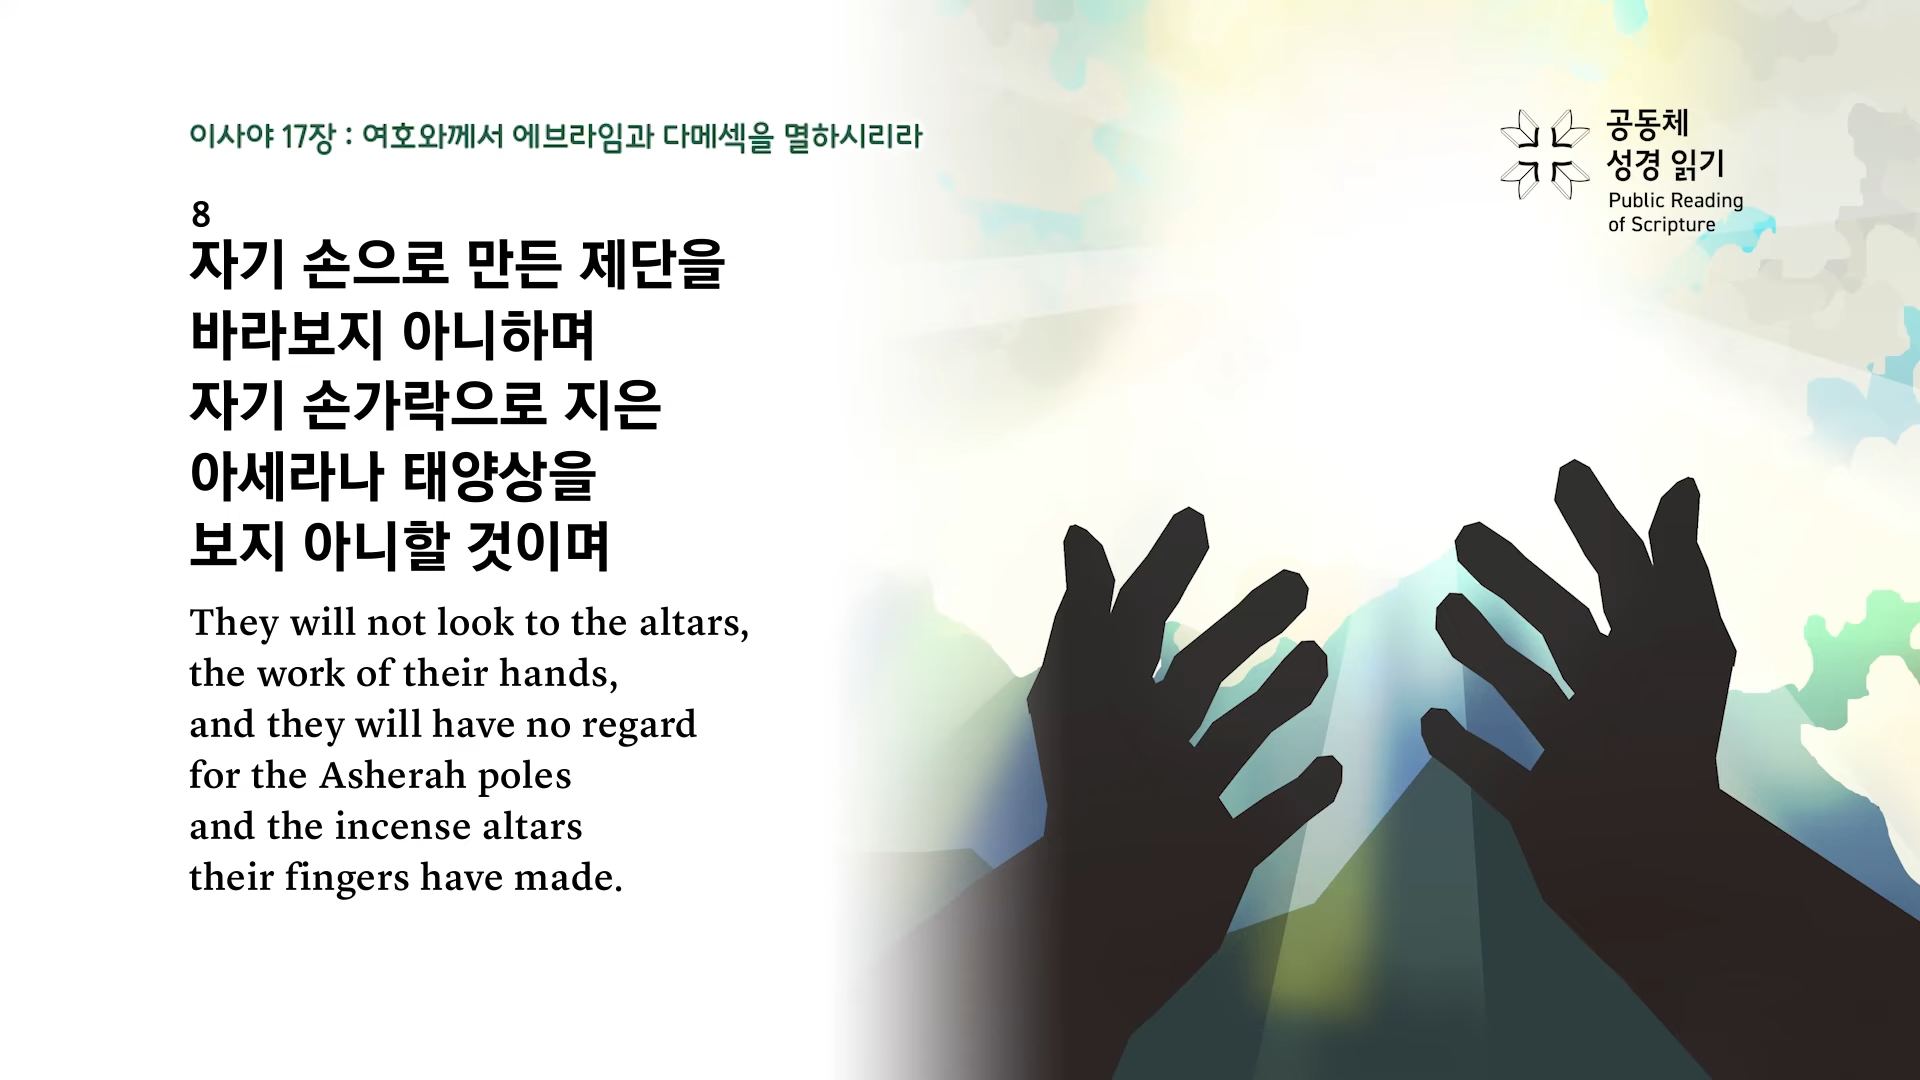 이사야 17장 : 여호와께서 에브라임과 다메섹을 멸하시리라
공동체
성경 읽기
Public Reading
of Scripture
8
자기 손으로 만든 제단을
바라보지 아니하며
자기 손가락으로 지은
아세라나 태양상을
보지 아니할 것이며
They will not look to the altars,
the work of their hands,
and they will have no regard
for the Asherah poles
and the incense altars
their fingers have made.